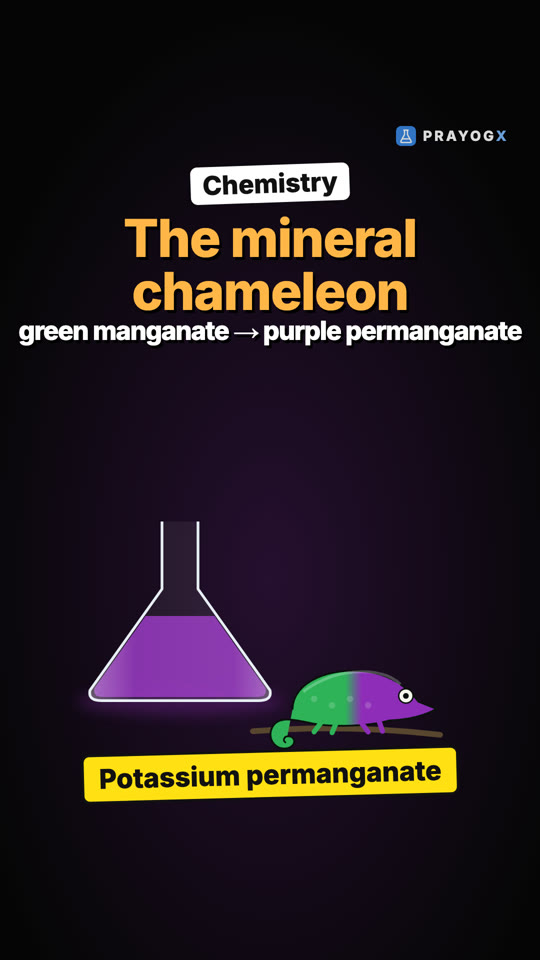 PRAYOGX
Chemistry
The mineral
chameleon
green manganate → purple permanganate
Potassium permanganate